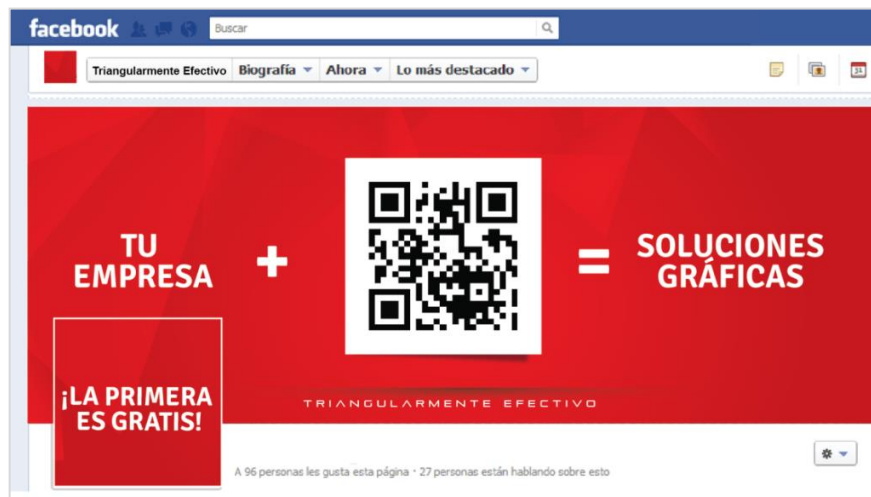 facebook
Buscar
Triangularmente Efectivo Biografía Ahora Lo más destacado
31
TU
EMPRESA
+
=
SOLUCIONES
GRÁFICAS
¡LA PRIMERA
ES GRATIS!
TRIANGULARMENTE EFECTIVO
A 96 personas les gusta esta página · 27 personas están hablando sobre esto